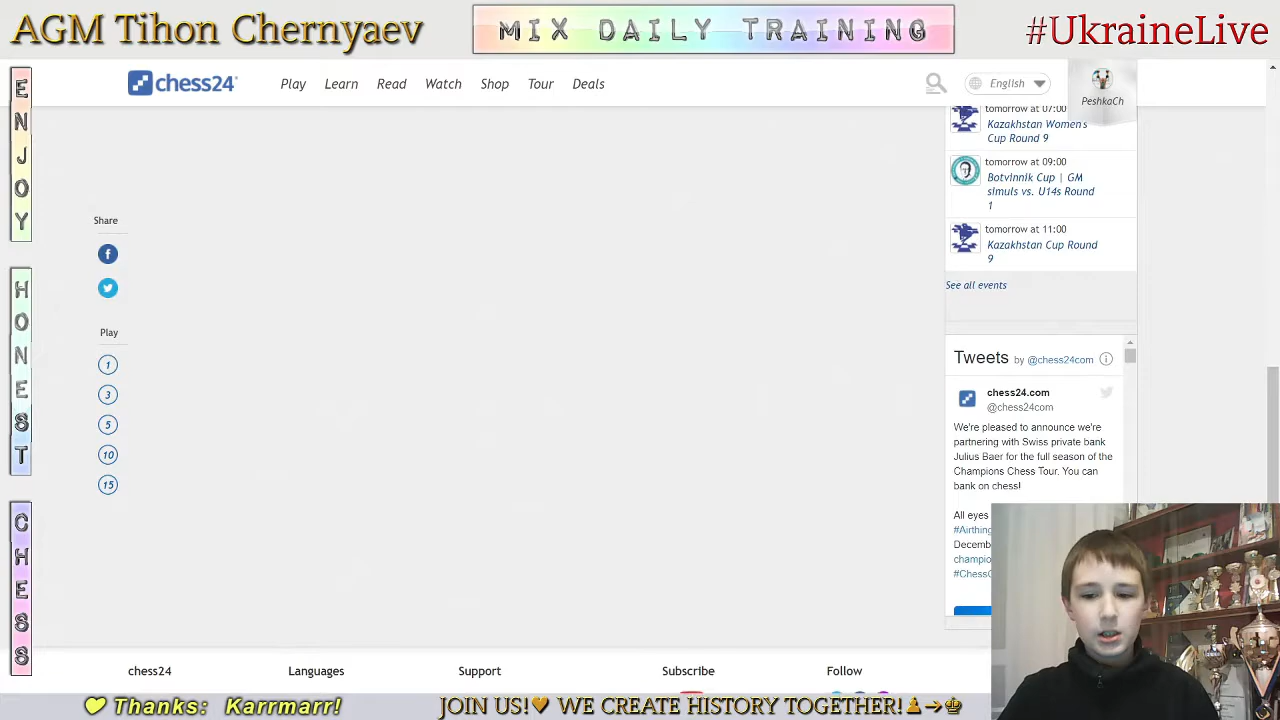 AGM Tihon Chernyaev
MIX DAILY TRAINING
#UkraineLive
chess24
Play
Learn
Read
Watch
Shop
Tour
Deals
English
PeshkaCh
ENJOY
HONEST
CHESS
Share
Play
1
3
5
10
15
tomorrow at 07:00
Kazakhstan Women's
Cup Round 9
tomorrow at 09:00
Botvinnik Cup | GM
simuls vs. U14s Round
1
tomorrow at 11:00
Kazakhstan Cup Round
9
See all events
Tweets by @chess24com
chess24.com
@chess24com
We're pleased to announce we're
partnering with Swiss private bank
Julius Baer for the full season of the
Champions Chess Tour. You can
bank on chess!
All eyes
Decem
champio
chess24
Languages
Support
Subscribe
Follow
Thanks: Karrmarr!
JOIN US! WE CREATE HISTORY TOGETHER!